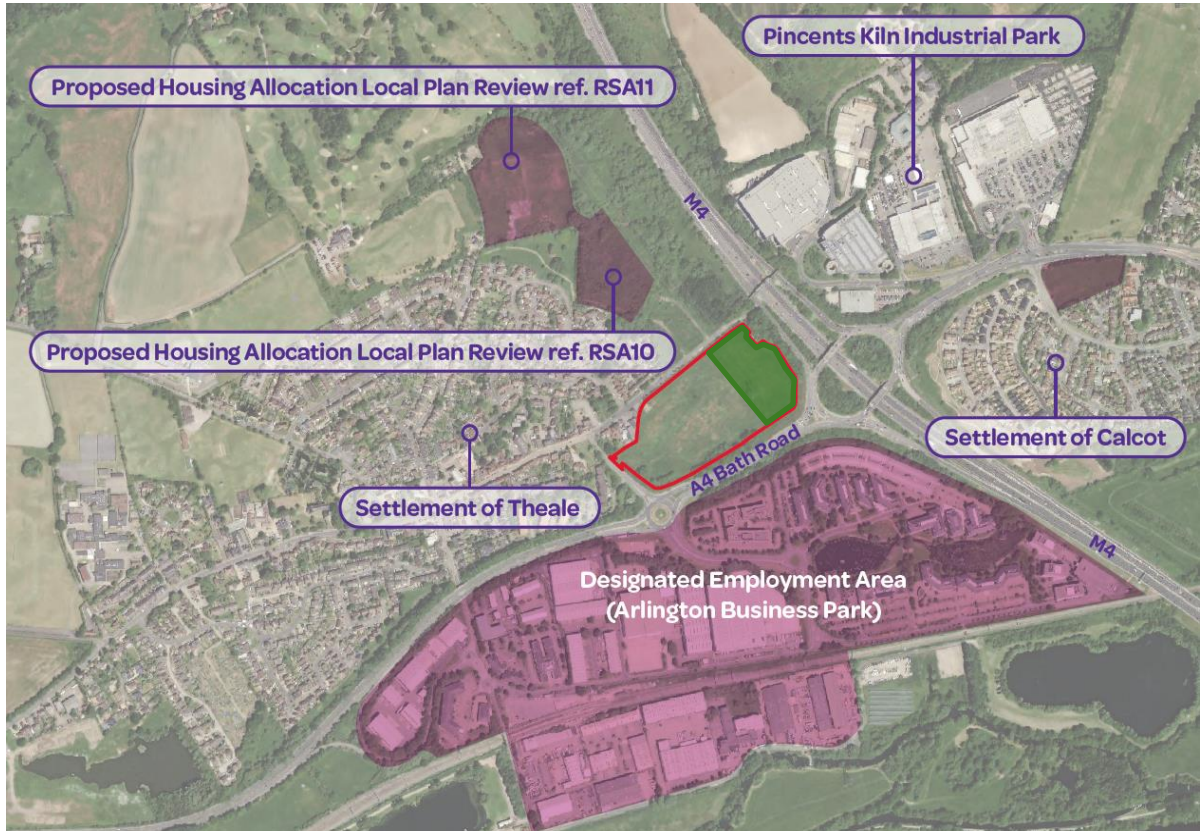 Pincents Kiln Industrial Park
Proposed Housing Allocation Local Plan Review ref. RSA11
M4
Proposed Housing Allocation Local Plan Review ref. RSA10
A4 Bath Road
Settlement of Calcot
Settlement of Theale
M4
Designated Employment Area
(Arlington Business Park)